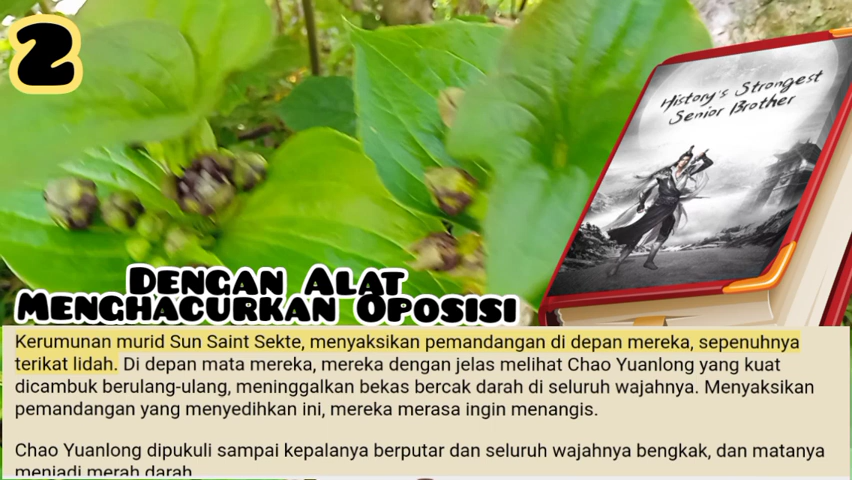 2
History's Strongest
Senior Brother
DENGAN ALAT
MENGHACURKAN OPOSISI
Kerumunan murid Sun Saint Sekte, menyaksikan pemandangan di depan mereka, sepenuhnya
terikat lidah. Di depan mata mereka, mereka dengan jelas melihat Chao Yuanlong yang kuat
dicambuk berulang-ulang, meninggalkan bekas bercak darah di seluruh wajahnya. Menyaksikan
pemandangan yang menyedihkan ini, mereka merasa ingin menangis.
Chao Yuanlong dipukuli sampai kepalanya berputar dan seluruh wajahnya bengkak, dan matanya
menjadi merah darah